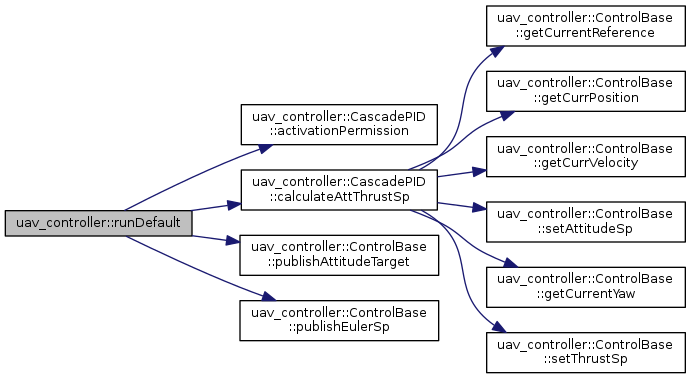 uav_controller::runDefault
uav_controller::CascadePID
::activationPermission
uav_controller::CascadePID
::calculateAttThrustSp
uav_controller::ControlBase
::publishAttitudeTarget
uav_controller::ControlBase
::publishEulerSp
uav_controller::ControlBase
::getCurrentReference
uav_controller::ControlBase
::getCurrPosition
uav_controller::ControlBase
::getCurrVelocity
uav_controller::ControlBase
::setAttitudeSp
uav_controller::ControlBase
::getCurrentYaw
uav_controller::ControlBase
::setThrustSp